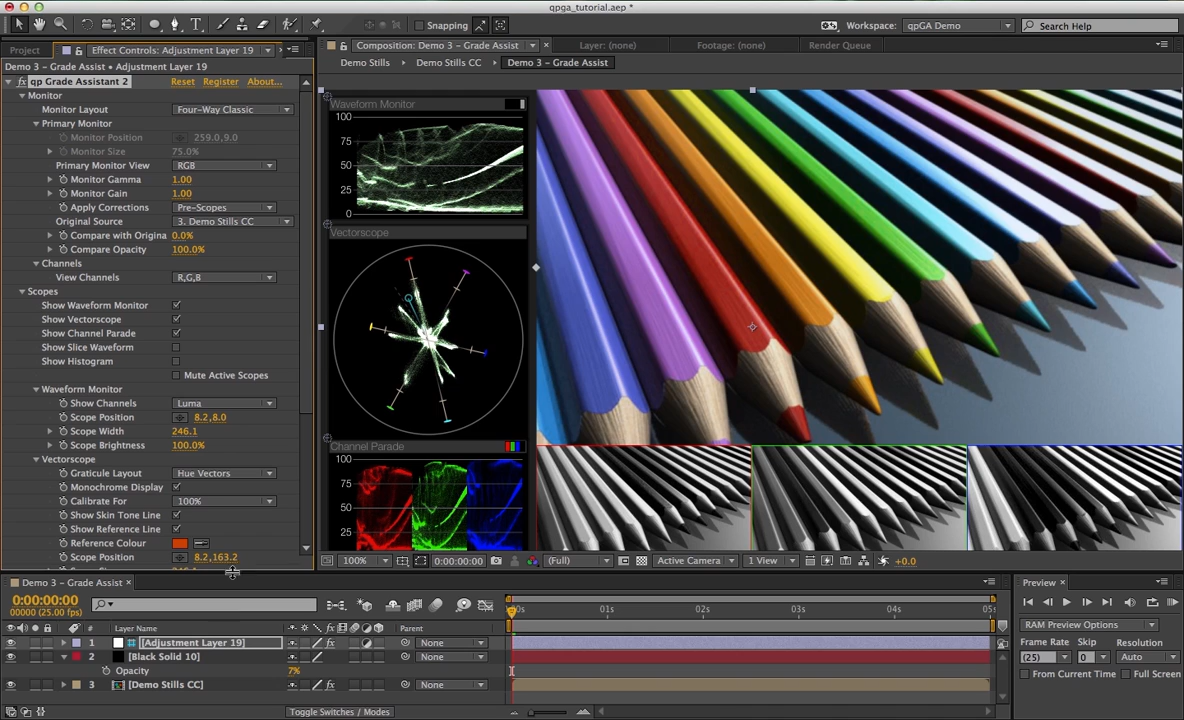 qpga_tutorial.aep *
Snapping
Workspace: qpGA Demo
Search Help
Project
Effect Controls: Adjustment Layer 19
Composition: Demo 3 – Grade Assist
Layer: (none)
Footage: (none)
Render Queue
Demo 3 – Grade Assist • Adjustment Layer 19
Demo Stills
Demo Stills CC
Demo 3 – Grade Assist
fx qp Grade Assistant 2 Reset Register About...
Monitor
Monitor Layout Four-Way Classic
Primary Monitor
Monitor Position 259.0,9.0
Monitor Size 75.0%
Primary Monitor View RGB
Monitor Gamma 1.00
Monitor Gain 1.00
Apply Corrections Pre-Scopes
Original Source 3. Demo Stills CC
Compare with Origina 0.0%
Compare Opacity 100.0%
Channels
View Channels R,G,B
Scopes
Show Waveform Monitor
Show Vectorscope
Show Channel Parade
Show Slice Waveform
Show Histogram
Mute Active Scopes
Waveform Monitor
Show Channels Luma
Scope Position 8.2,8.0
Scope Width 246.1
Scope Brightness 100.0%
Vectorscope
Graticule Layout Hue Vectors
Monochrome Display
Calibrate For 100%
Show Skin Tone Line
Show Reference Line
Reference Colour
Scope Position 8.2,163.2
Waveform Monitor
100
75
50
25
0
Vectorscope
Channel Parade
100
75
50
25
100% 0:00:00:00 (Full) Active Camera 1 View +0.0
Demo 3 – Grade Assist
0:00:00:00
00000 (25.00 fps)
# Layer Name fx Parent
1 [Adjustment Layer 19] fx None
2 [Black Solid 10] None
Opacity 7%
3 [Demo Stills CC] fx None
Toggle Switches / Modes
01s 02s 03s 04s
Preview
RAM Preview Options
Frame Rate Skip Resolution
(25) 0 Auto
From Current Time Full Screen